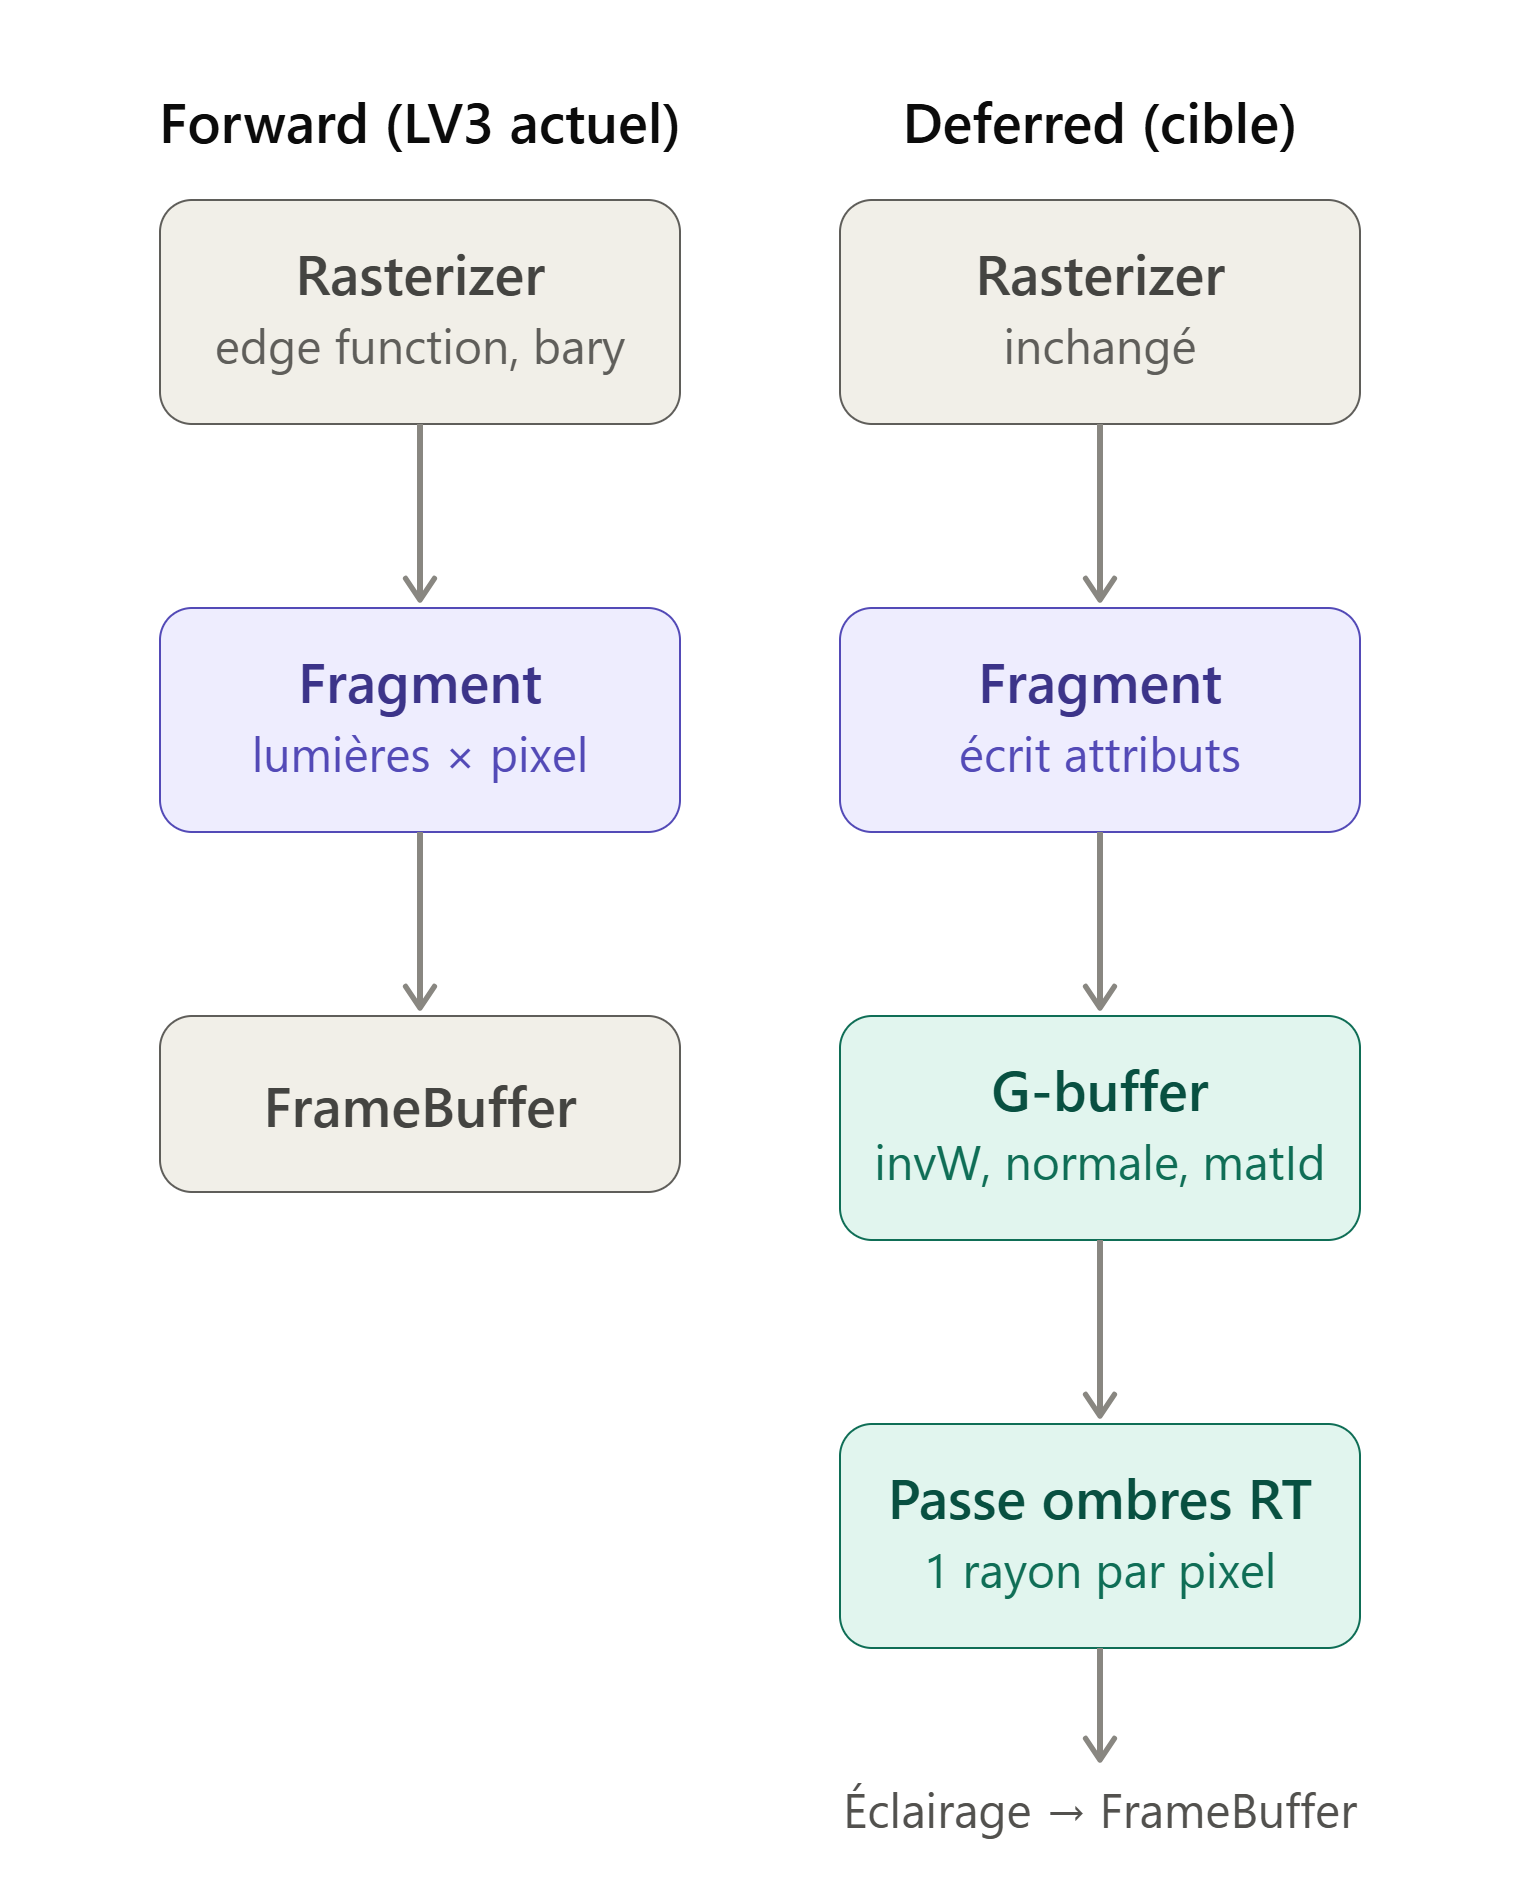 Forward (LV3 actuel)
Rasterizer
edge function, bary
Fragment
lumières × pixel
FrameBuffer
Deferred (cible)
Rasterizer
inchangé
Fragment
écrit attributs
G-buffer
invW, normale, matId
Passe ombres RT
1 rayon par pixel
Éclairage → FrameBuffer